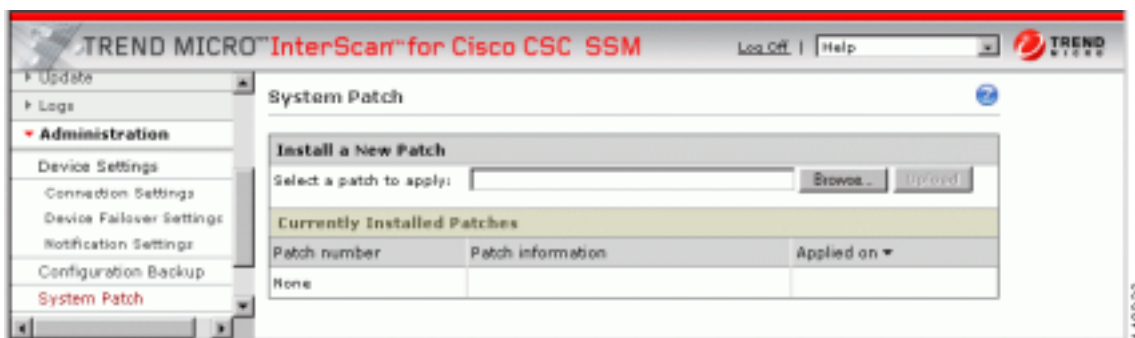 TREND MICRO™ InterScan™ for Cisco CSC SSM
Log Off | Help
TREND MICRO
Update
Logs
Administration
Device Settings
Connection Settings
Device Failover Settings
Notification Settings
Configuration Backup
System Patch
System Patch
Install a New Patch
Select a patch to apply: Browse... Upload
Currently Installed Patches
Patch number Patch information Applied on
None